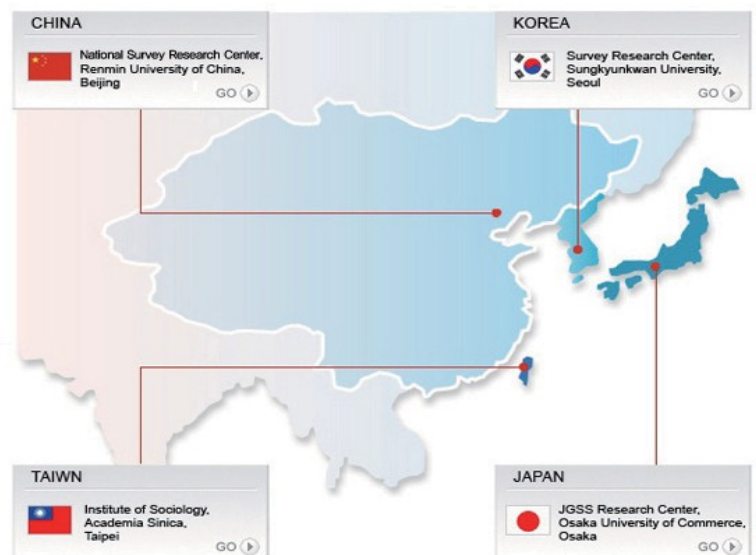 CHINA
National Survey Research Center,
Renmin University of China,
Beijing
GO
KOREA
Survey Research Center,
Sungkyunkwan University,
Seoul
GO
TAIWN
Institute of Sociology,
Academia Sinica,
Taipei
GO
JAPAN
JGSS Research Center,
Osaka University of Commerce,
Osaka
GO